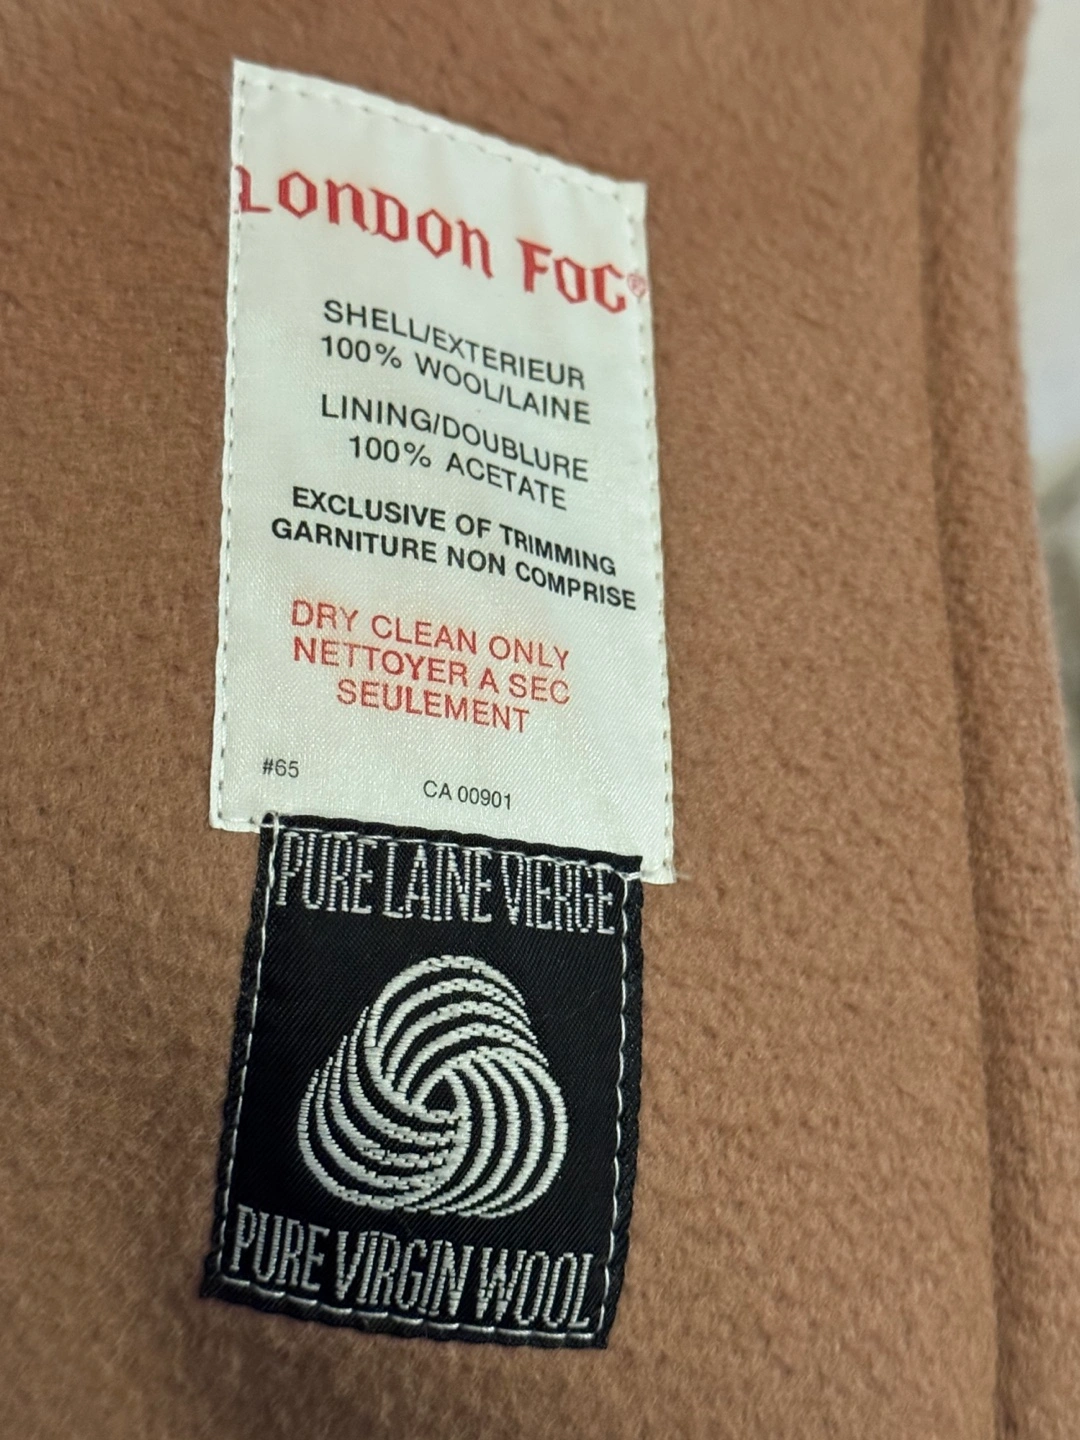 LONDON FOG®
SHELL/EXTERIEUR
100% WOOL/LAINE
LINING/DOUBLURE
100% ACETATE
EXCLUSIVE OF TRIMMING
GARNITURE NON COMPRISE
DRY CLEAN ONLY
NETTOYER A SEC
SEULEMENT
#65 CA 00901
PURE LAINE VIERGE
PURE VIRGIN WOOL